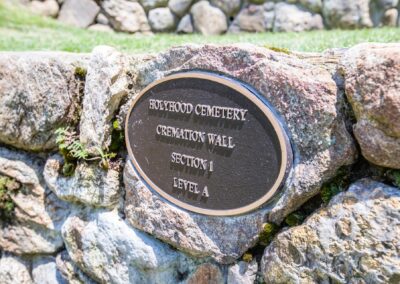 HOLYHOOD CEMETERY
CREMATION WALL
SECTION 1
LEVEL A